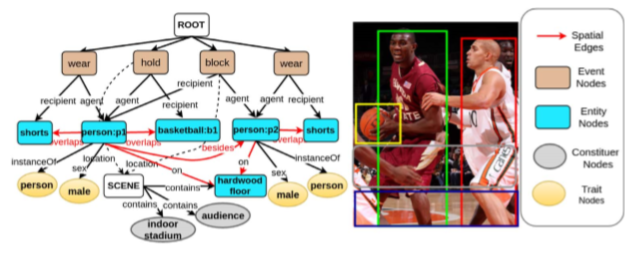 ROOT
wear
hold
block
wear
recipient
recipient
agent
agent
recipient
agent
agent
recipient
shorts
overlaps
person:p1
overlaps
basketball:b1
person:p2
overlaps
shorts
besides
instanceOf
sex
location
location
on
on
sex
instanceOf
person
male
SCENE
contains
hardwood
floor
male
person
contains
contains
audience
indoor
stadium
Spatial
Edges
Event
Nodes
Entity
Nodes
Constituer
Nodes
Trait
Nodes